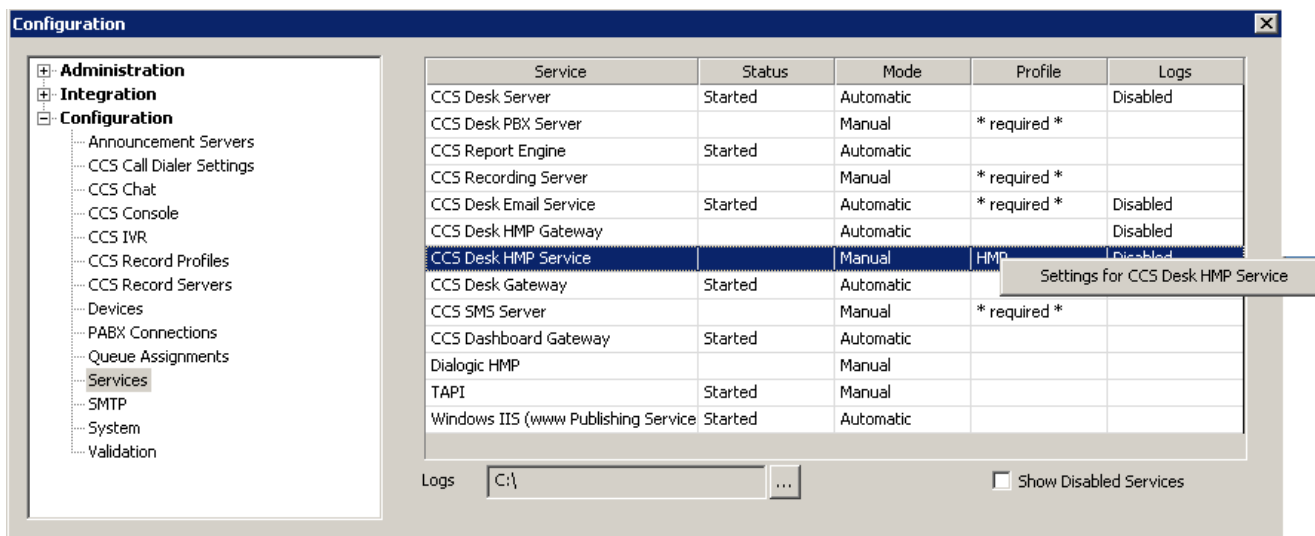 Configuration
Administration
Integration
Configuration
Announcement Servers
CCS Call Dialer Settings
CCS Chat
CCS Console
CCS IVR
CCS Record Profiles
CCS Record Servers
Devices
PABX Connections
Queue Assignments
Services
SMTP
System
Validation
Service Status Mode Profile Logs
CCS Desk Server Started Automatic Disabled
CCS Desk PBX Server Manual * required *
CCS Report Engine Started Automatic
CCS Recording Server Manual * required *
CCS Desk Email Service Started Automatic * required * Disabled
CCS Desk HMP Gateway Automatic Disabled
CCS Desk HMP Service Manual HMP Disabled
Settings for CCS Desk HMP Service
CCS Desk Gateway Started Automatic
CCS SMS Server Manual * required *
CCS Dashboard Gateway Started Automatic
Dialogic HMP Manual
TAPI Started Manual
Windows IIS (www Publishing Service Started Automatic
Logs C:\ ... Show Disabled Services